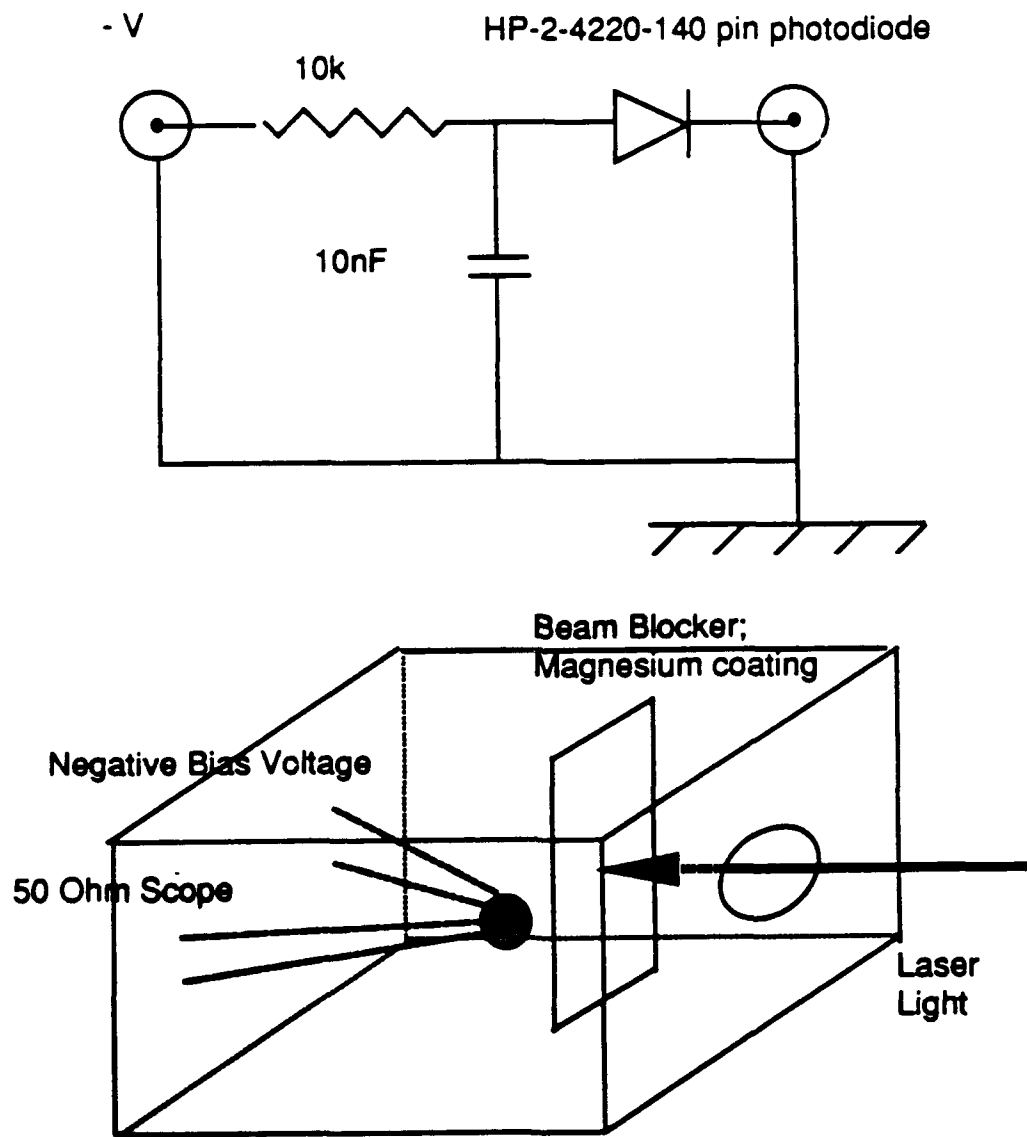 - V
HP-2-4220-140 pin photodiode
10k
10nF
Beam Blocker;
Magnesium coating
Negative Bias Voltage
50 Ohm Scope
Laser
Light